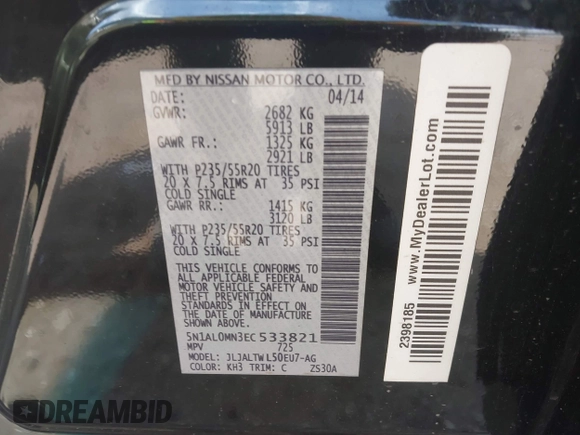 MFD BY NISSAN MOTOR CO., LTD.
DATE: 04/14
GVWR: 2682 KG
5913 LB
GAWR FR.: 1325 KG
2921 LB
WITH P235/55R20 TIRES
20 X 7.5 RIMS AT 35 PSI
COLD SINGLE
GAWR RR.: 1415 KG
3120 LB
WITH P235/55R20 TIRES
20 X 7.5 RIMS AT 35 PSI
COLD SINGLE
THIS VEHICLE CONFORMS TO
ALL APPLICABLE FEDERAL
MOTOR VEHICLE SAFETY AND
THEFT PREVENTION
STANDARDS IN EFFECT ON
THE DATE OF MANUFACTURE
SHOWN ABOVE.
5N1AL0MN3EC533821
MPV 725
MODEL: JLJALTWL50EU7-AG
COLOR: KH3 TRIM: C ZS30A
www.MyDealerLot.com
2398185
DREAMBID